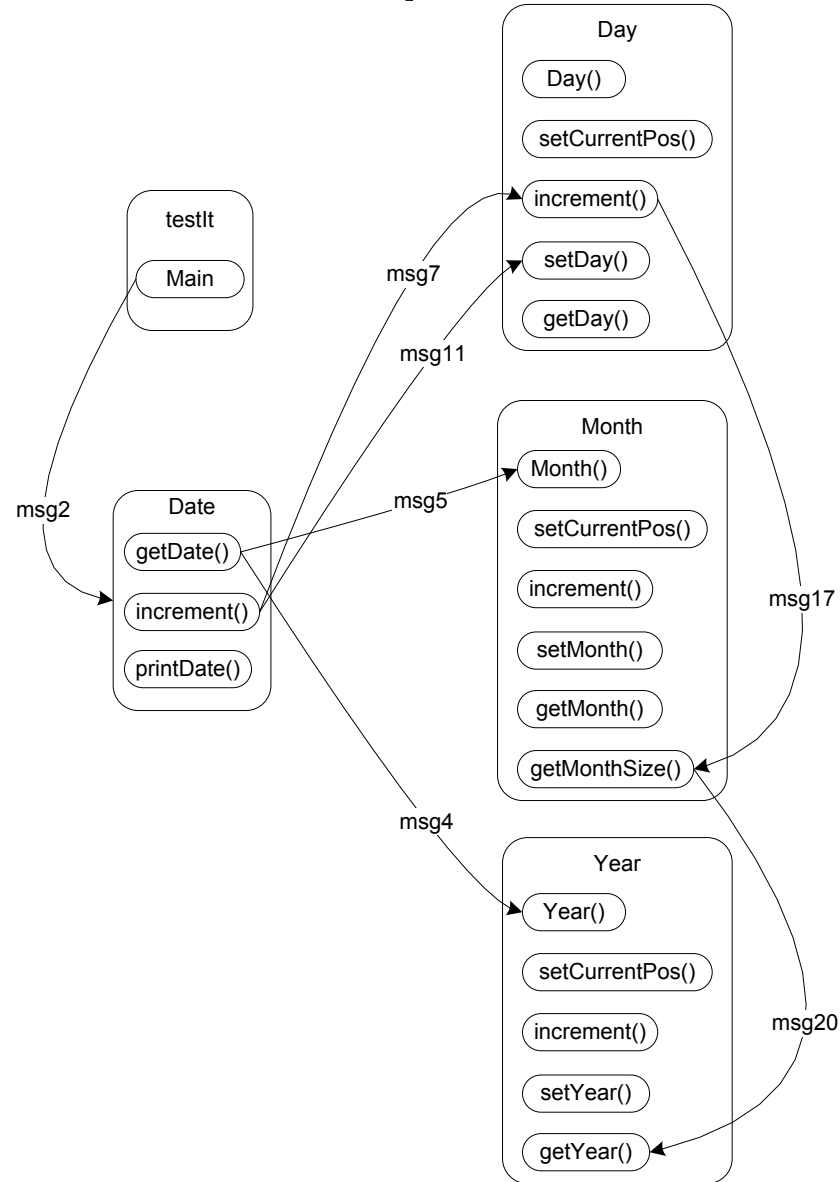 Day
Day()
setCurrentPos()
increment()
setDay()
getDay()
testIt
Main
msg7
msg11
msg2
Date
getDate()
increment()
printDate()
msg5
Month
Month()
setCurrentPos()
increment()
setMonth()
getMonth()
getMonthSize()
msg17
msg4
Year
Year()
setCurrentPos()
increment()
setYear()
getYear()
msg20